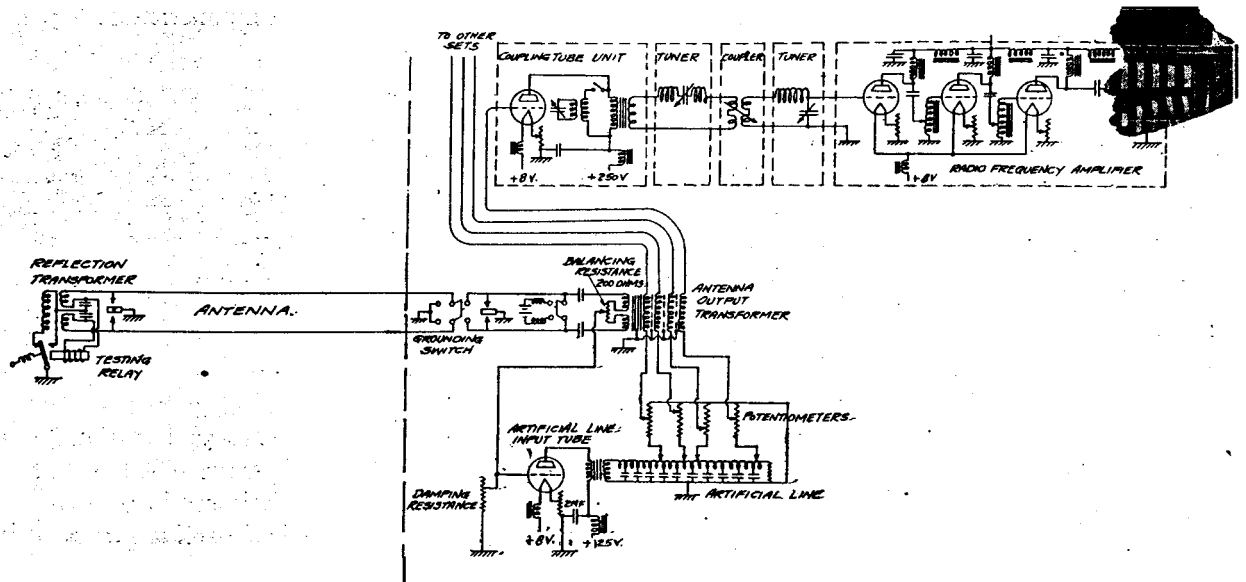 TO OTHER
SETS
COUPLING TUBE UNIT
TUNER
COUPLER
TUNER
+8V.
+250V
RADIO FREQUENCY AMPLIFIER
+8V
REFLECTION
TRANSFORMER
ANTENNA.
TESTING
RELAY
GROUNDING
SWITCH
BALANCING
RESISTANCE
200 OHMS.
ANTENNA
OUTPUT
TRANSFORMER
POTENTIOMETERS
ARTIFICIAL LINE
INPUT TUBE
DAMPING
RESISTANCE
2MF
+8V.
+125V.
ARTIFICIAL LINE